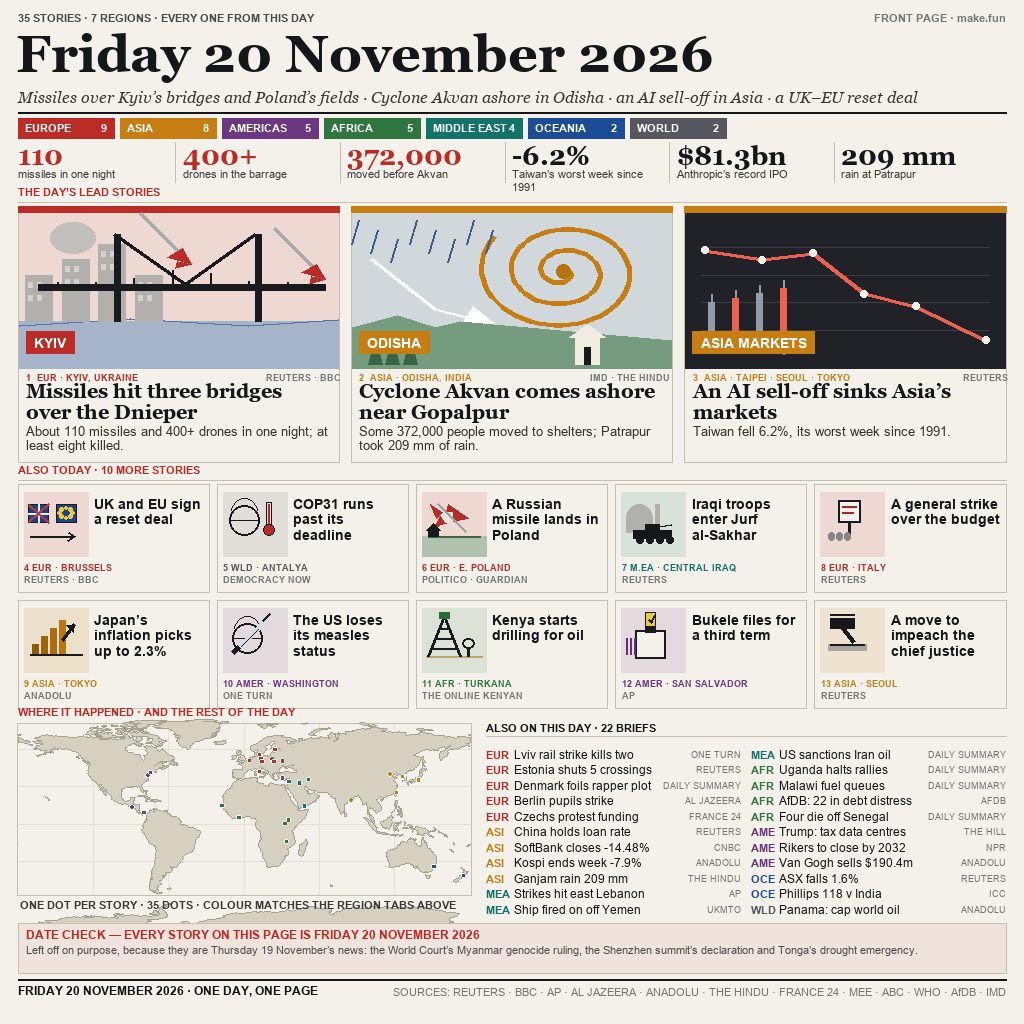 35 STORIES · 7 REGIONS · EVERY ONE FROM THIS DAY
FRONT PAGE · make.fun
Friday 20 November 2026
Missiles over Kyiv's bridges and Poland's fields · Cyclone Akvan ashore in Odisha · an AI sell-off in Asia · a UK–EU reset deal
EUROPE 9
ASIA 8
AMERICAS 5
AFRICA 5
MIDDLE EAST 4
OCEANIA 2
WORLD 2
110
missiles in one night
400+
drones in the barrage
372,000
moved before Akvan
-6.2%
Taiwan's worst week since
1991
$81.3bn
Anthropic's record IPO
209 mm
rain at Patrapur
THE DAY'S LEAD STORIES
KYIV
1 EUR · KYIV, UKRAINE
REUTERS · BBC
Missiles hit three bridges
over the Dnieper
About 110 missiles and 400+ drones in one night; at
least eight killed.
ODISHA
2 ASIA · ODISHA, INDIA
IMD · THE HINDU
Cyclone Akvan comes ashore
near Gopalpur
Some 372,000 people moved to shelters; Patrapur
took 209 mm of rain.
ASIA MARKETS
3 ASIA · TAIPEI · SEOUL · TOKYO
REUTERS
An AI sell-off sinks Asia's
markets
Taiwan fell 6.2%, its worst week since 1991.
ALSO TODAY · 10 MORE STORIES
UK and EU sign
a reset deal
4 EUR · BRUSSELS
REUTERS · BBC
COP31 runs
past its
deadline
5 WLD · ANTALYA
DEMOCRACY NOW
A Russian
missile lands in
Poland
6 EUR · E. POLAND
POLITICO · GUARDIAN
Iraqi troops
enter Jurf
al-Sakhar
7 M.EA · CENTRAL IRAQ
REUTERS
A general strike
over the budget
8 EUR · ITALY
REUTERS
Japan's
inflation picks
up to 2.3%
9 ASIA · TOKYO
ANADOLU
The US loses
its measles
status
10 AMER · WASHINGTON
ONE TURN
Kenya starts
drilling for oil
11 AFR · TURKANA
THE ONLINE KENYAN
Bukele files for
a third term
12 AMER · SAN SALVADOR
AP
A move to
impeach the
chief justice
13 ASIA · SEOUL
REUTERS
WHERE IT HAPPENED · AND THE REST OF THE DAY
ONE DOT PER STORY · 35 DOTS · COLOUR MATCHES THE REGION TABS ABOVE
ALSO ON THIS DAY · 22 BRIEFS
EUR Lviv rail strike kills two ONE TURN
EUR Estonia shuts 5 crossings REUTERS
EUR Denmark foils rapper plot DAILY SUMMARY
EUR Berlin pupils strike AL JAZEERA
EUR Czechs protest funding FRANCE 24
ASI China holds loan rate REUTERS
ASI SoftBank closes -14.48% CNBC
ASI Kospi ends week -7.9% ANADOLU
ASI Ganjam rain 209 mm THE HINDU
MEA Strikes hit east Lebanon AP
MEA Ship fired on off Yemen UKMTO
MEA US sanctions Iran oil DAILY SUMMARY
AFR Uganda halts rallies DAILY SUMMARY
AFR Malawi fuel queues DAILY SUMMARY
AFR AfDB: 22 in debt distress AFDB
AFR Four die off Senegal DAILY SUMMARY
AME Trump: tax data centres THE HILL
AME Rikers to close by 2032 NPR
AME Van Gogh sells $190.4m ANADOLU
OCE ASX falls 1.6% REUTERS
OCE Phillips 118 v India ICC
WLD Panama: cap world oil ANADOLU
DATE CHECK — EVERY STORY ON THIS PAGE IS FRIDAY 20 NOVEMBER 2026
Left off on purpose, because they are Thursday 19 November's news: the World Court's Myanmar genocide ruling, the Shenzhen summit's declaration and Tonga's drought emergency.
FRIDAY 20 NOVEMBER 2026 · ONE DAY, ONE PAGE
SOURCES: REUTERS · BBC · AP · AL JAZEERA · ANADOLU · THE HINDU · FRANCE 24 · MEE · ABC · WHO · AfDB · IMD